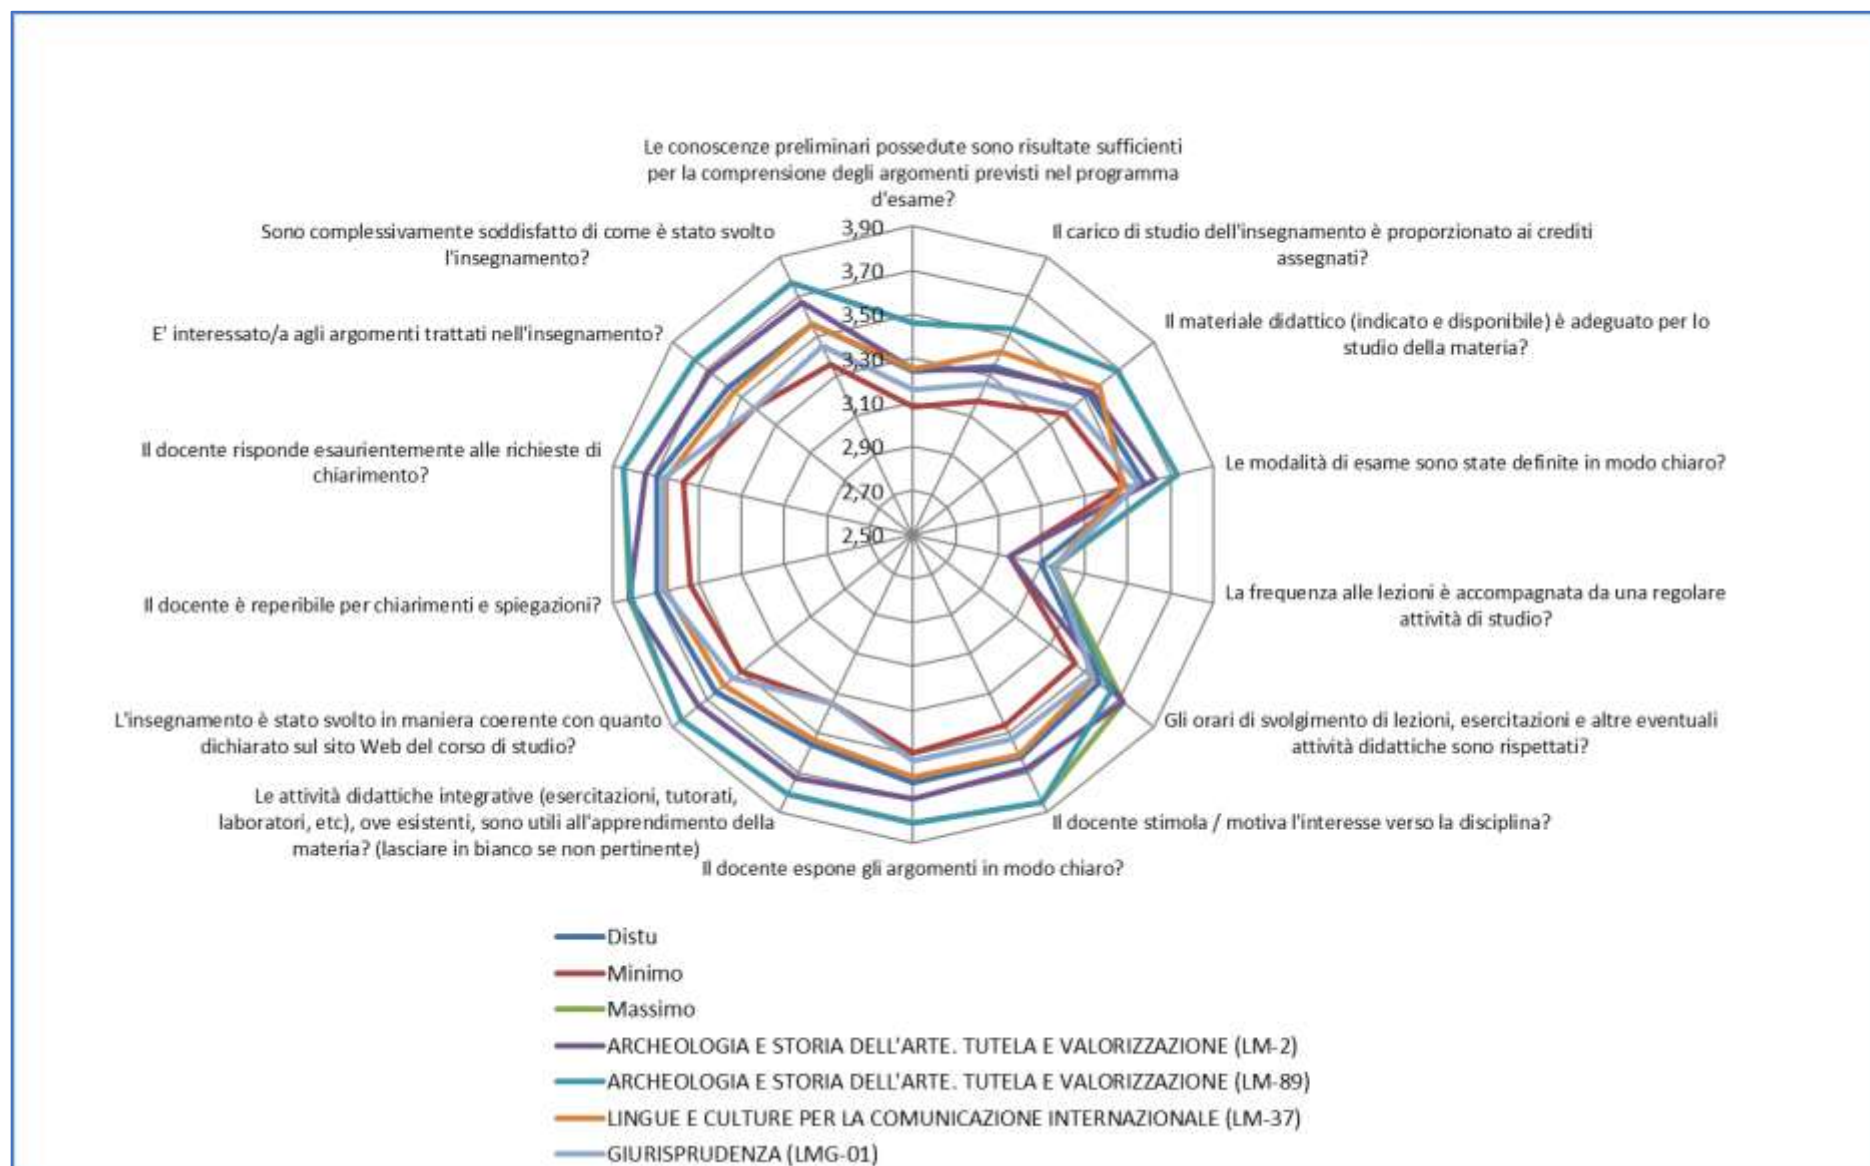 Le conoscenze preliminari possedute sono risultate sufficienti
per la comprensione degli argomenti previsti nel programma
d'esame?
Sono complessivamente soddisfatto di come è stato svolto
l'insegnamento?
Il carico di studio dell'insegnamento è proporzionato ai crediti
assegnati?
E' interessato/a agli argomenti trattati nell'insegnamento?
Il materiale didattico (indicato e disponibile) è adeguato per lo
studio della materia?
Il docente risponde esaurientemente alle richieste di
chiarimento?
Le modalità di esame sono state definite in modo chiaro?
Il docente è reperibile per chiarimenti e spiegazioni?
La frequenza alle lezioni è accompagnata da una regolare
attività di studio?
L'insegnamento è stato svolto in maniera coerente con quanto
dichiarato sul sito Web del corso di studio?
Gli orari di svolgimento di lezioni, esercitazioni e altre eventuali
attività didattiche sono rispettati?
Le attività didattiche integrative (esercitazioni, tutorati,
laboratori, etc), ove esistenti, sono utili all'apprendimento della
materia? (lasciare in bianco se non pertinente)
Il docente stimola / motiva l'interesse verso la disciplina?
Il docente espone gli argomenti in modo chiaro?
3,90
3,70
3,50
3,30
3,10
2,90
2,70
2,50
Distu
Minimo
Massimo
ARCHEOLOGIA E STORIA DELL'ARTE. TUTELA E VALORIZZAZIONE (LM-2)
ARCHEOLOGIA E STORIA DELL'ARTE. TUTELA E VALORIZZAZIONE (LM-89)
LINGUE E CULTURE PER LA COMUNICAZIONE INTERNAZIONALE (LM-37)
GIURISPRUDENZA (LMG-01)